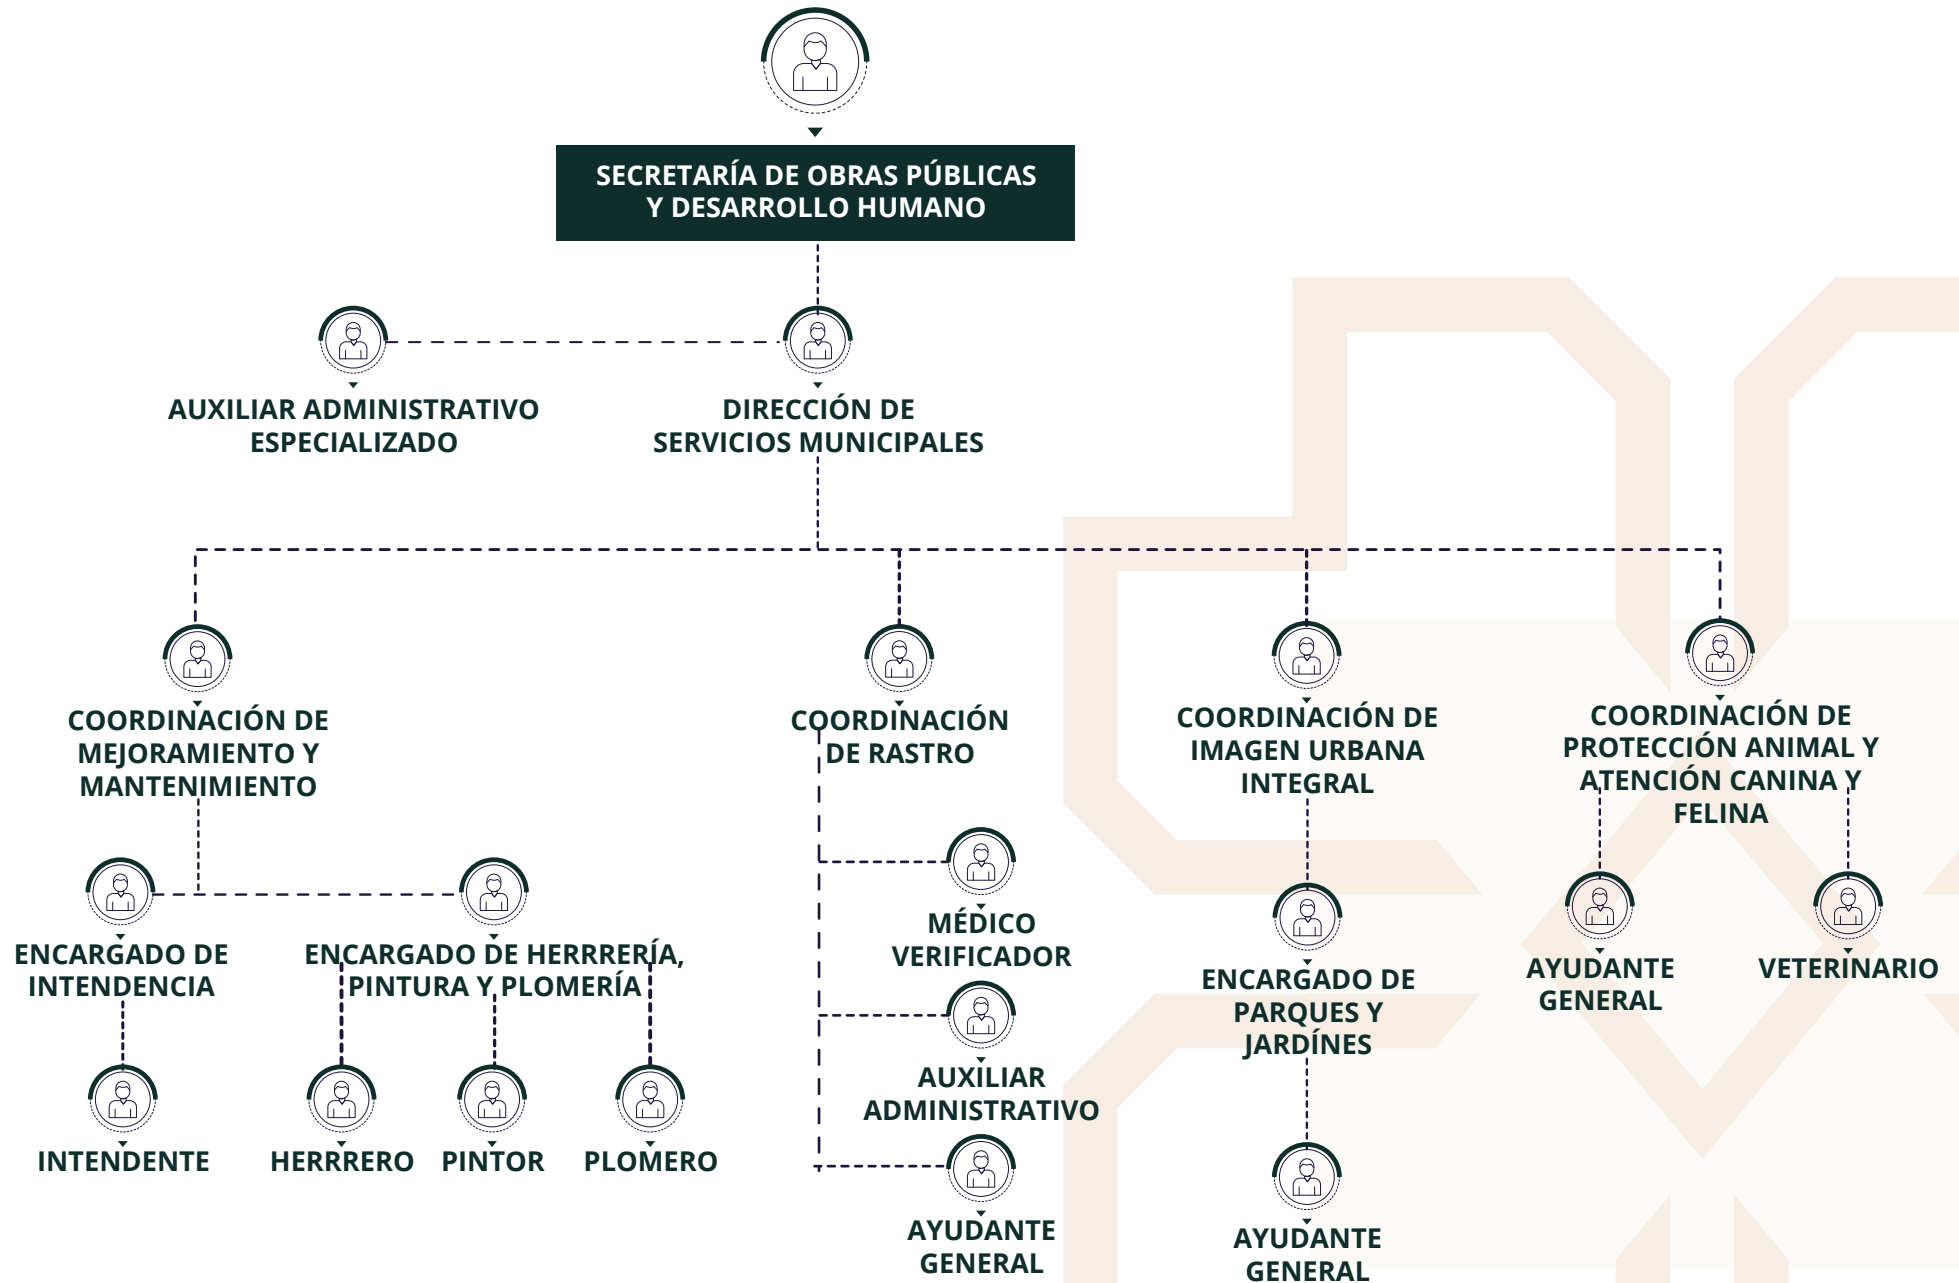 SECRETARÍA DE OBRAS PÚBLICAS
Y DESARROLLO HUMANO
AUXILIAR ADMINISTRATIVO
ESPECIALIZADO
DIRECCIÓN DE
SERVICIOS MUNICIPALES
COORDINACIÓN DE
MEJORAMIENTO Y
MANTENIMIENTO
COORDINACIÓN
DE RASTRO
COORDINACIÓN DE
IMAGEN URBANA
INTEGRAL
COORDINACIÓN DE
PROTECCIÓN ANIMAL Y
ATENCIÓN CANINA Y
FELINA
ENCARGADO DE
INTENDENCIA
ENCARGADO DE HERRRERÍA,
PINTURA Y PLOMERÍA
MÉDICO
VERIFICADOR
ENCARGADO DE
PARQUES Y
JARDÍNES
AYUDANTE
GENERAL
VETERINARIO
INTENDENTE
HERRRERO
PINTOR
PLOMERO
AUXILIAR
ADMINISTRATIVO
AYUDANTE
GENERAL
AYUDANTE
GENERAL